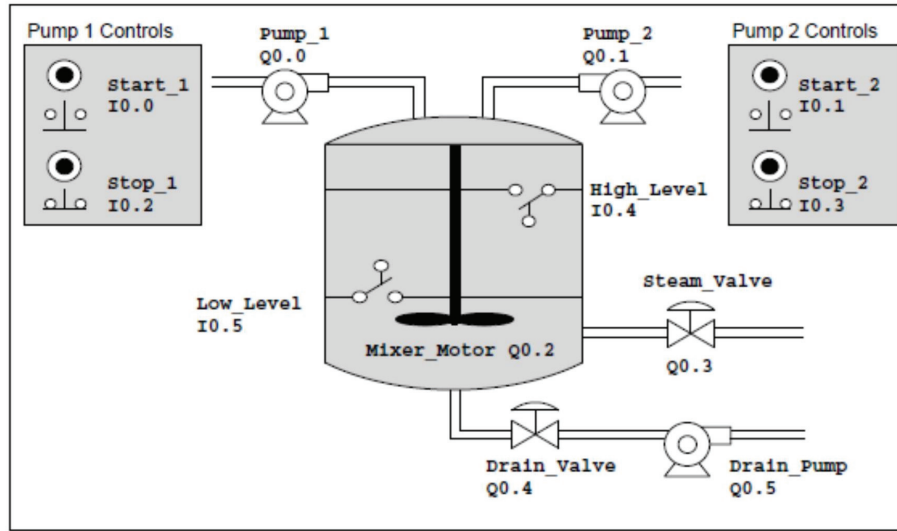 Pump 1 Controls
Start_1
I0.0
Stop_1
I0.2
Pump_1
Q0.0
Pump_2
Q0.1
Pump 2 Controls
Start_2
I0.1
Stop_2
I0.3
High_Level
I0.4
Low_Level
I0.5
Steam_Valve
Q0.3
Mixer_Motor Q0.2
Drain_Valve
Q0.4
Drain_Pump
Q0.5